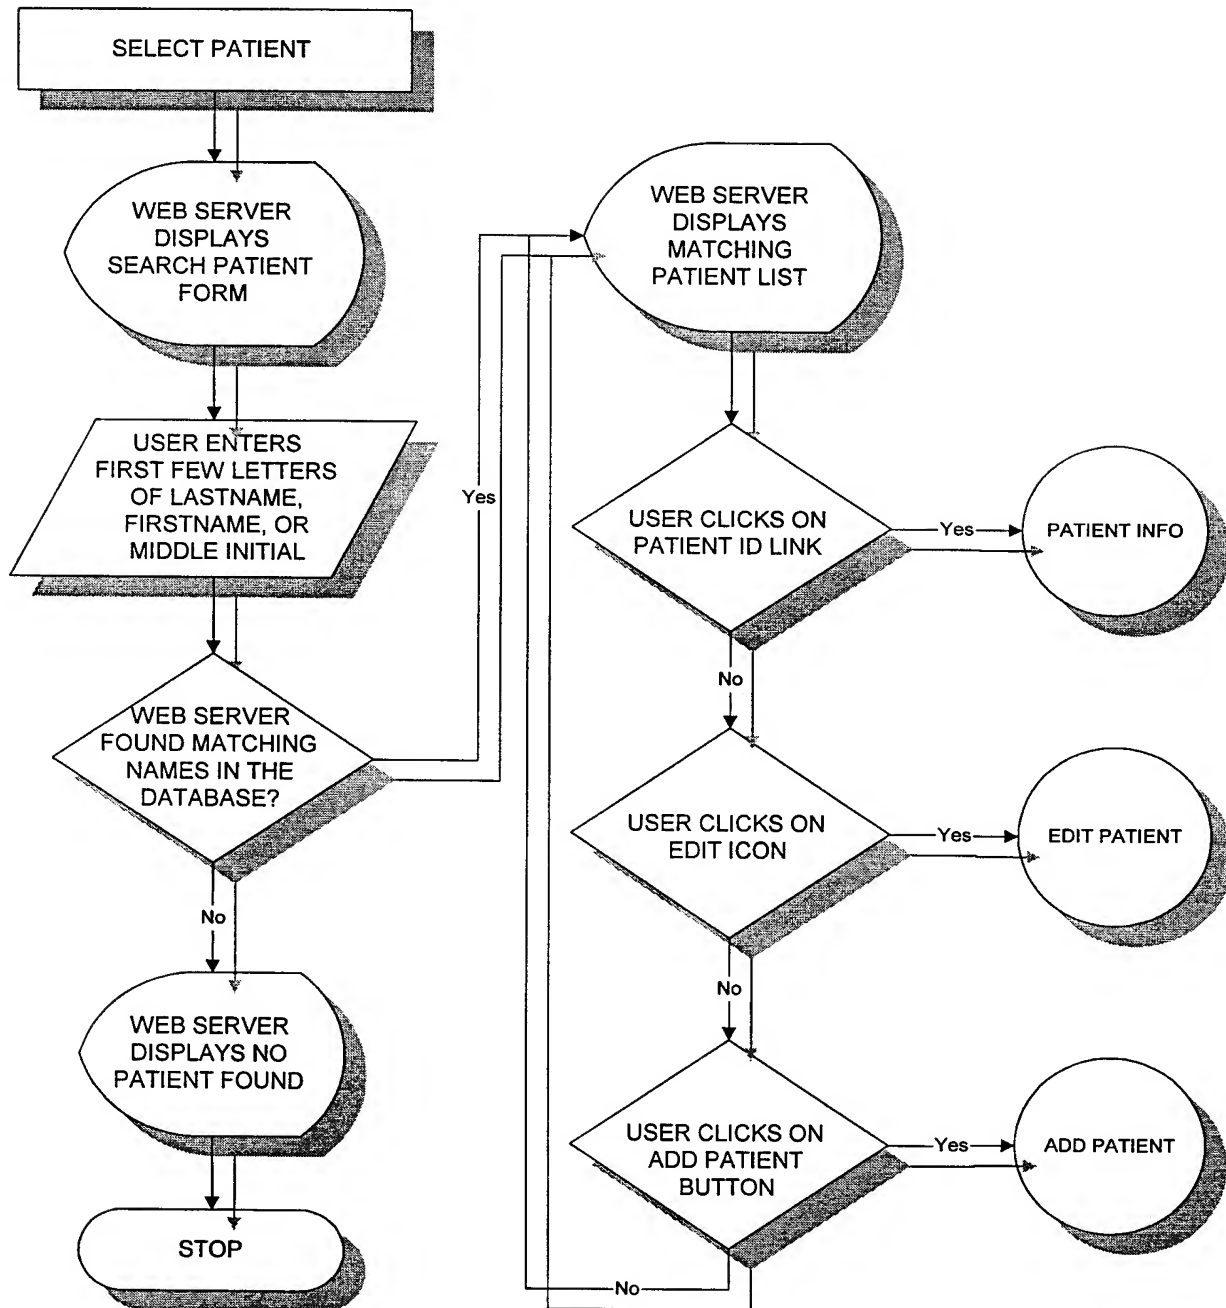 SELECT PATIENT
WEB SERVER
DISPLAYS
SEARCH PATIENT
FORM
USER ENTERS
FIRST FEW LETTERS
OF LASTNAME,
FIRSTNAME, OR
MIDDLE INITIAL
WEB SERVER
FOUND MATCHING
NAMES IN THE
DATABASE?
Yes
No
WEB SERVER
DISPLAYS NO
PATIENT FOUND
STOP
WEB SERVER
DISPLAYS
MATCHING
PATIENT LIST
USER CLICKS ON
PATIENT ID LINK
Yes
PATIENT INFO
No
USER CLICKS ON
EDIT ICON
Yes
EDIT PATIENT
No
USER CLICKS ON
ADD PATIENT
BUTTON
Yes
ADD PATIENT
No